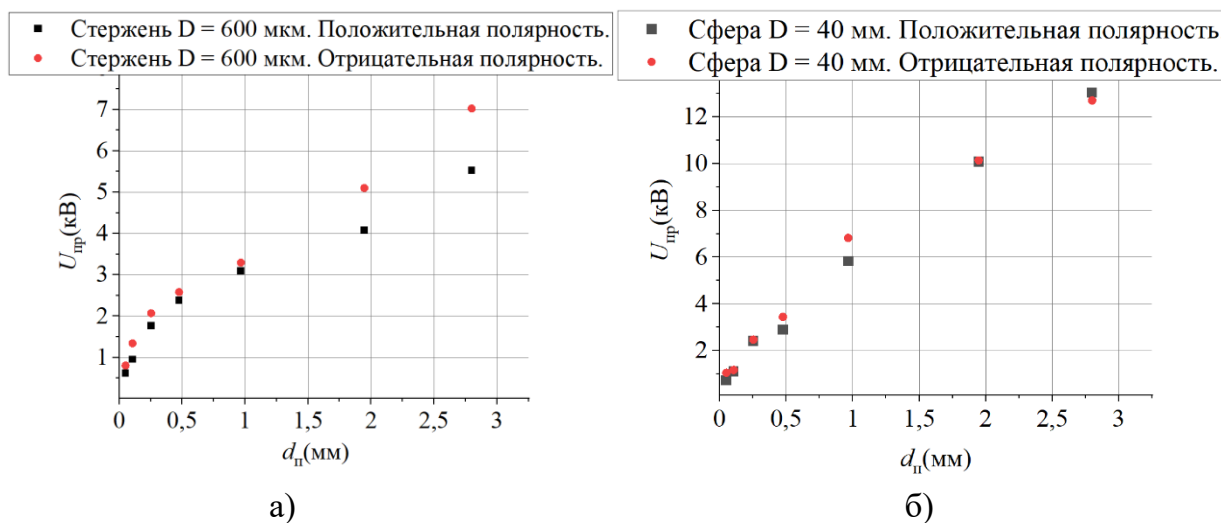 Стержень D = 600 мкм. Положительная полярность.
Стержень D = 600 мкм. Отрицательная полярность.
7
6
5
4
3
2
1
0 0,5 1 1,5 2 2,5 3
Uпр(кВ)
dп(мм)
а)
Сфера D = 40 мм. Положительная полярность
Сфера D = 40 мм. Отрицательная полярность.
12
10
8
6
4
2
0 0,5 1 1,5 2 2,5 3
Uпр(кВ)
dп(мм)
б)